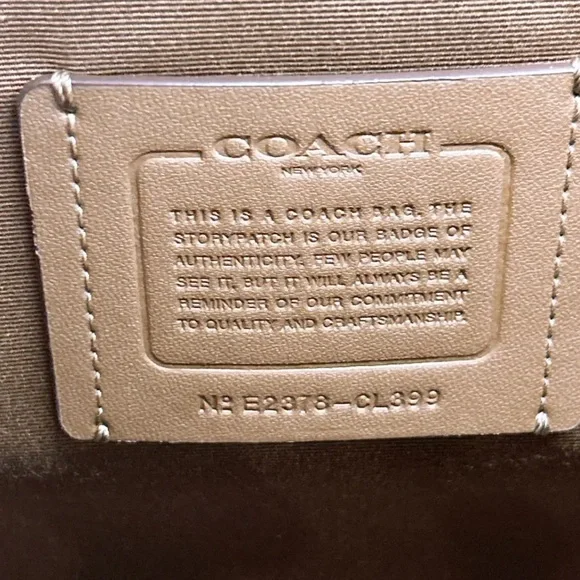 COACH
NEW YORK
THIS IS A COACH BAG. THE
STORYPATCH IS OUR BADGE OF
AUTHENTICITY. FEW PEOPLE MAY
SEE IT, BUT IT WILL ALWAYS BE A
REMINDER OF OUR COMMITMENT
TO QUALITY AND CRAFTSMANSHIP.
Nº E2378-CL399